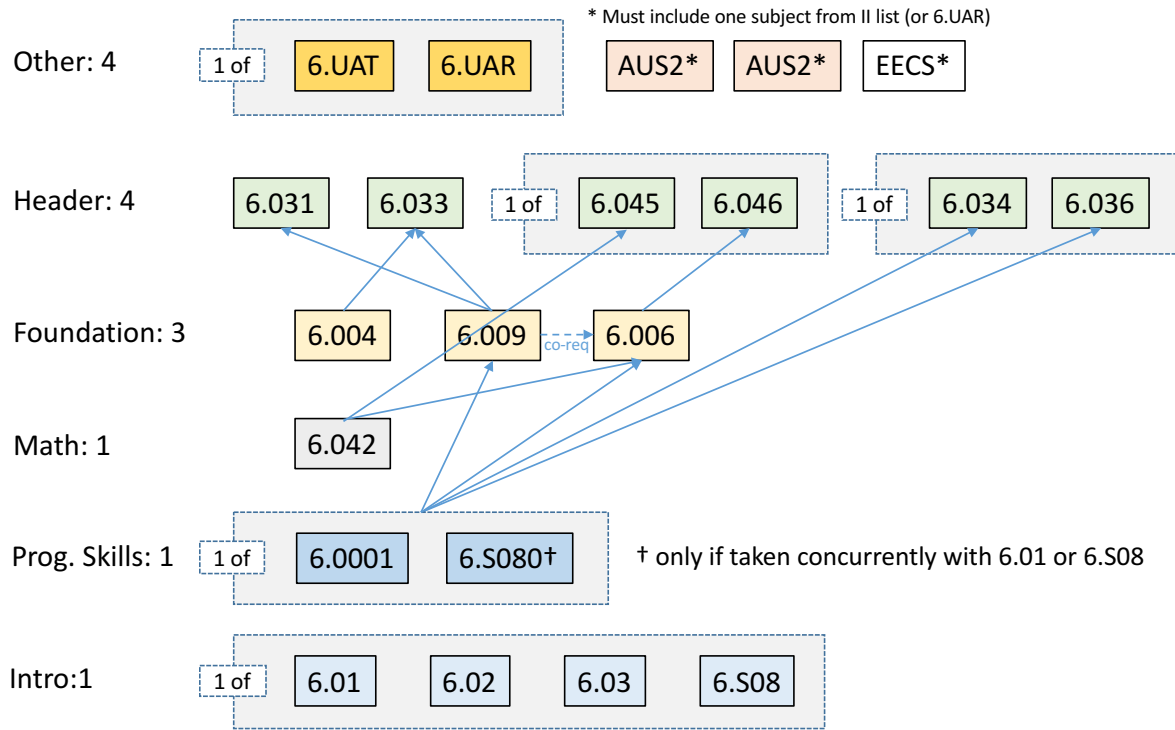 * Must include one subject from II list (or 6.UAR)
Other: 4
1 of
6.UAT
6.UAR
AUS2*
AUS2*
EECS*
Header: 4
6.031
6.033
1 of
6.045
6.046
1 of
6.034
6.036
Foundation: 3
6.004
6.009
co-req
6.006
Math: 1
6.042
Prog. Skills: 1
1 of
6.0001
6.S080†
† only if taken concurrently with 6.01 or 6.S08
Intro:1
1 of
6.01
6.02
6.03
6.S08